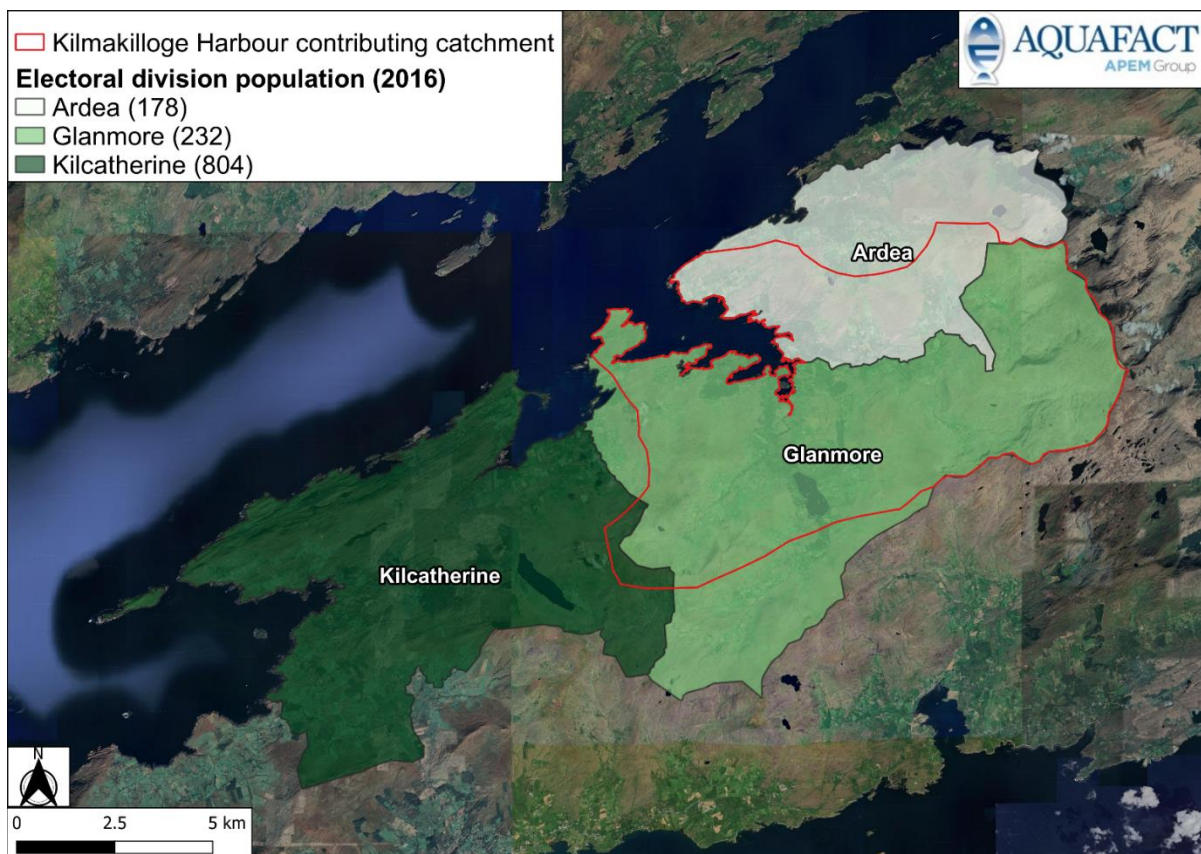 Kilmakilloge Harbour contributing catchment
Electoral division population (2016)
Ardea (178)
Glanmore (232)
Kilcatherine (804)
AQUAFACT
APEM Group
Ardea
Glanmore
Kilcatherine
N
0 2.5 5 km